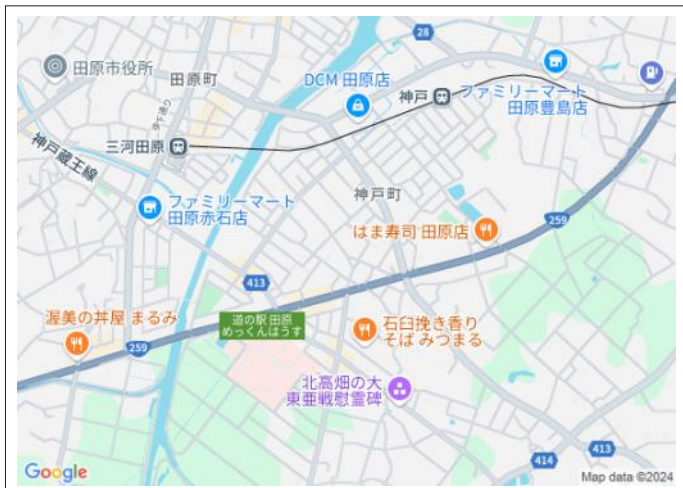 28
田原市役所
田原町
DCM 田原店
神戸
ファミリーマート
田原豊島店
三河田原
神戸蔵王線
ファミリーマート
田原赤石店
神戸町
はま寿司 田原店
259
413
道の駅 田原
めっくんはうす
渥美の丼屋 まるみ
石臼挽き香り
そば みつまる
259
北高畑の大
東亜戦慰霊碑
413
414
Google
Map data ©2024